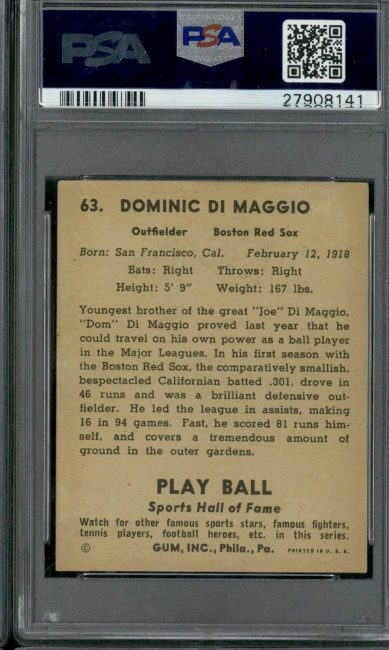 PSA
PSA
27908141
63. DOMINIC DI MAGGIO
Outfielder Boston Red Sox
Born: San Francisco, Cal. February 12, 1918
Bats: Right Throws: Right
Height: 5' 9" Weight: 167 lbs.
Youngest brother of the great "Joe" Di Maggio,
"Dom" Di Maggio proved last year that he
could travel on his own power as a ball player
in the Major Leagues. In his first season with
the Boston Red Sox, the comparatively smallish,
bespectacled Californian batted .301, drove in
46 runs and was a brilliant defensive out-
fielder. He led the league in assists, making
16 in 94 games. Fast, he scored 81 runs him-
self, and covers a tremendous amount of
ground in the outer gardens.
PLAY BALL
Sports Hall of Fame
Watch for other famous sports stars, famous fighters,
tennis players, football heroes, etc. in this series.
© GUM, INC., Phila., Pa. PRINTED IN U. S. A.